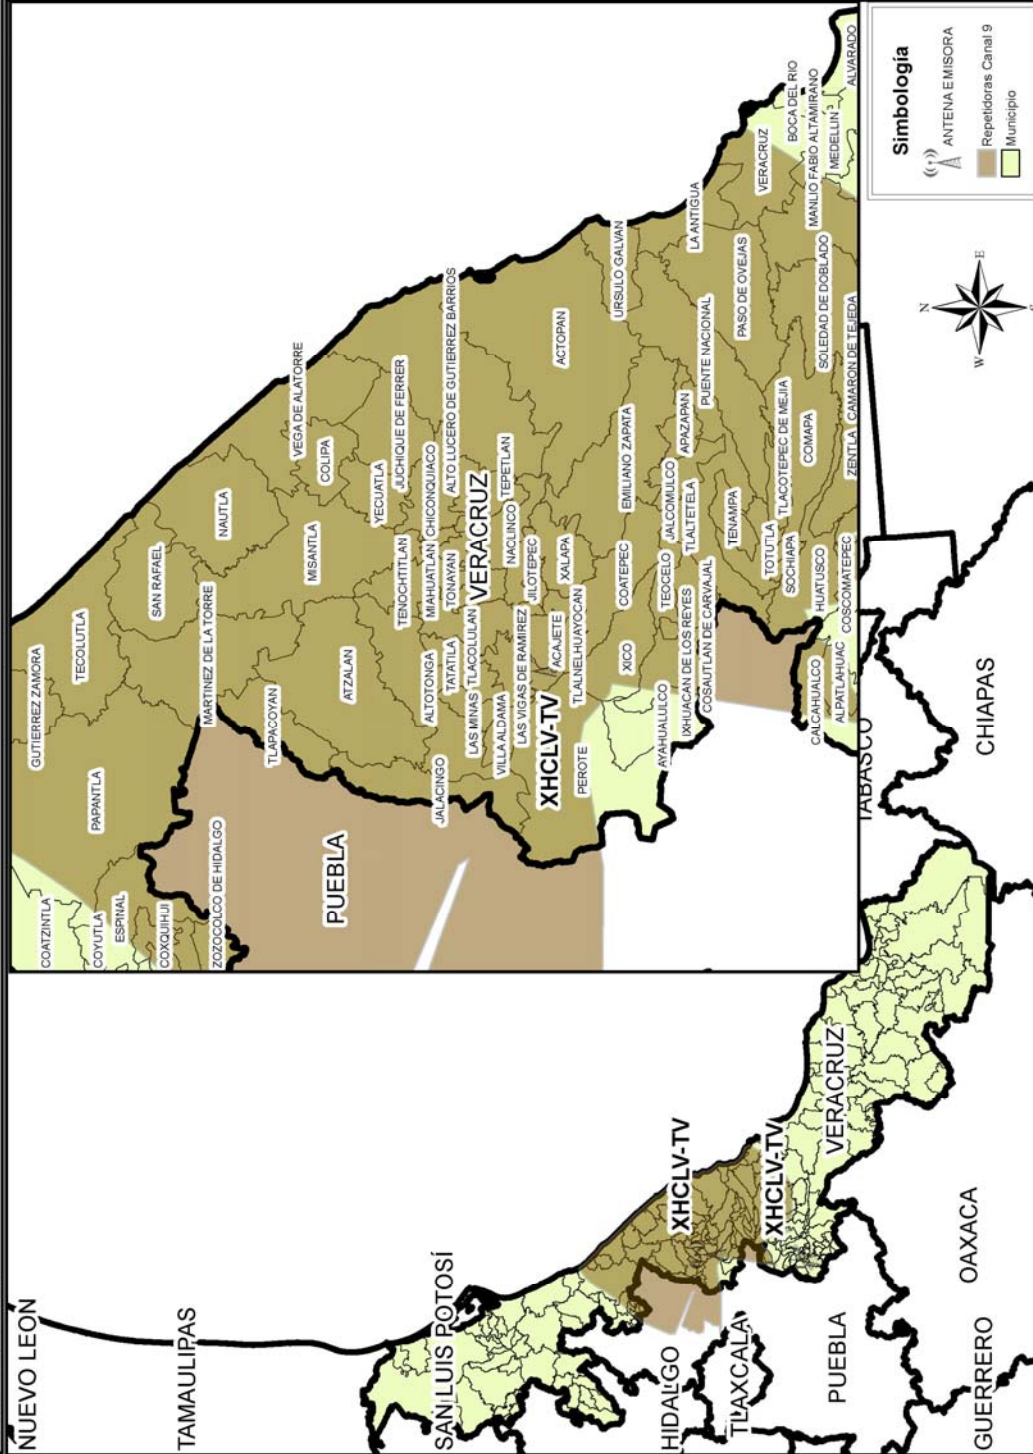 NUEVO LEON
TAMAULIPAS
SAN LUIS POTOSÍ
HIDALGO
TLAXCALA
PUEBLA
GUERRERO
OAXACA
VERACRUZ
XHCLV-TV
XHCLV-TV
TABASCO
CHIAPAS
GUTIERREZ ZAMORA
TECOLUTLA
PAPANTLA
COATZINTLA
COYUTLA
ESPINAL
COXQUIHUI
ZOZOCOLCO DE HIDALGO
SAN RAFAEL
MARTINEZ DE LA TORRE
NAUTLA
TLAPACOYAN
VEGA DE ALATORRE
COLIPA
MISANTLA
ATZALAN
PUEBLA
YECUATLA
JUCHIQUE DE FERRER
TENOCHTITLAN
ALTOTONGA
JALACINGO
MIAHUATLAN
CHICONQUIACO
ALTO LUCERO DE GUTIERREZ BARRIOS
TATATILA
TONAYAN
LAS MINAS
TLACOLULAN
VERACRUZ
VILLA ALDAMA
NACLINCO
TEPETLAN
LAS VIGAS DE RAMIREZ
JILOTEPEC
XHCLV-TV
ACAJETE
XALAPA
ACTOPAN
PEROTE
TLALNELHUAYOCAN
XICO
COATEPEC
EMILIANO ZAPATA
URSULO GALVAN
AYAHUALULCO
TEOCELO
JALCOMULCO
APAZAPAN
IXHUACAN DE LOS REYES
TLALTETELA
PUENTE NACIONAL
LA ANTIGUA
COSAUTLAN DE CARVAJAL
TENAMPA
PASO DE OVEJAS
VERACRUZ
BOCA DEL RIO
TOTUTLA
TLACOTEPEC DE MEJIA
SOCHIAPA
COMAPA
MANLIO FABIO ALTAMIRANO
SOLEDAD DE DOBLADO
MEDELLIN
ALVARADO
CALCAHUALCO
HUATUSCO
ALPATLAHUAC
COSCOMATEPEC
ZENTLA
CAMARON DE TEJEDA
N
W
E
S
Simbología
ANTENA EMISORA
Repetidoras Canal 9
Municipio